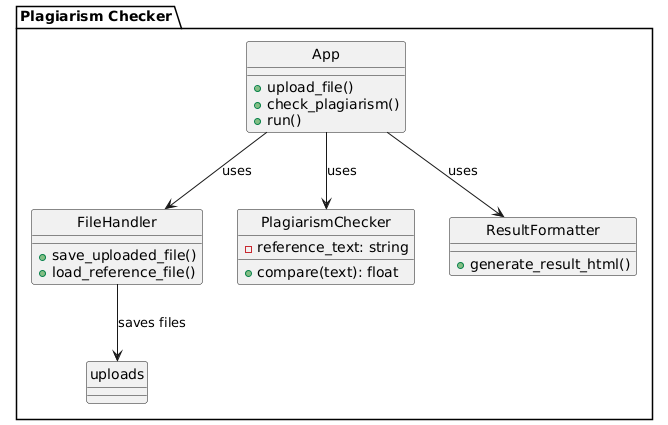 Plagiarism Checker
App
upload_file()
check_plagiarism()
run()
uses
uses
uses
FileHandler
save_uploaded_file()
load_reference_file()
PlagiarismChecker
reference_text: string
compare(text): float
ResultFormatter
generate_result_html()
saves files
uploads